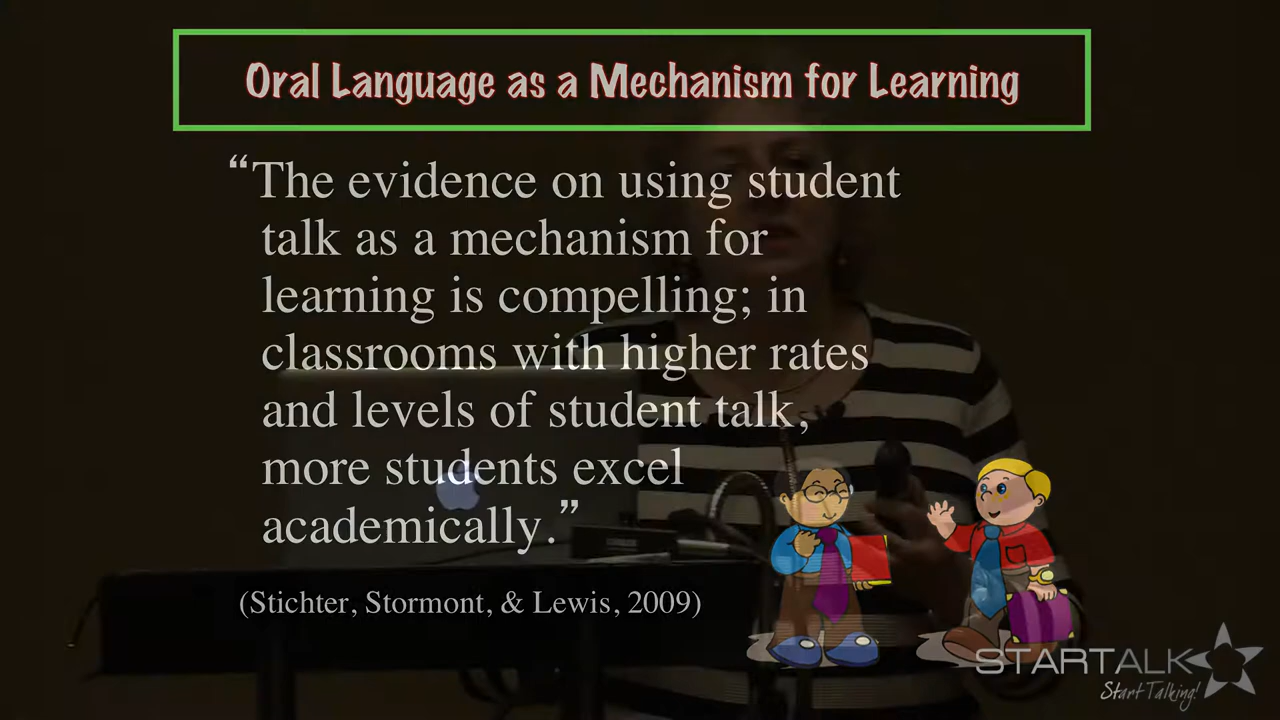 Oral Language as a Mechanism for Learning
“The evidence on using student
talk as a mechanism for
learning is compelling; in
classrooms with higher rates
and levels of student talk,
more students excel
academically.”
(Stichter, Stormont, & Lewis, 2009)
STARTALK
Start Talking!